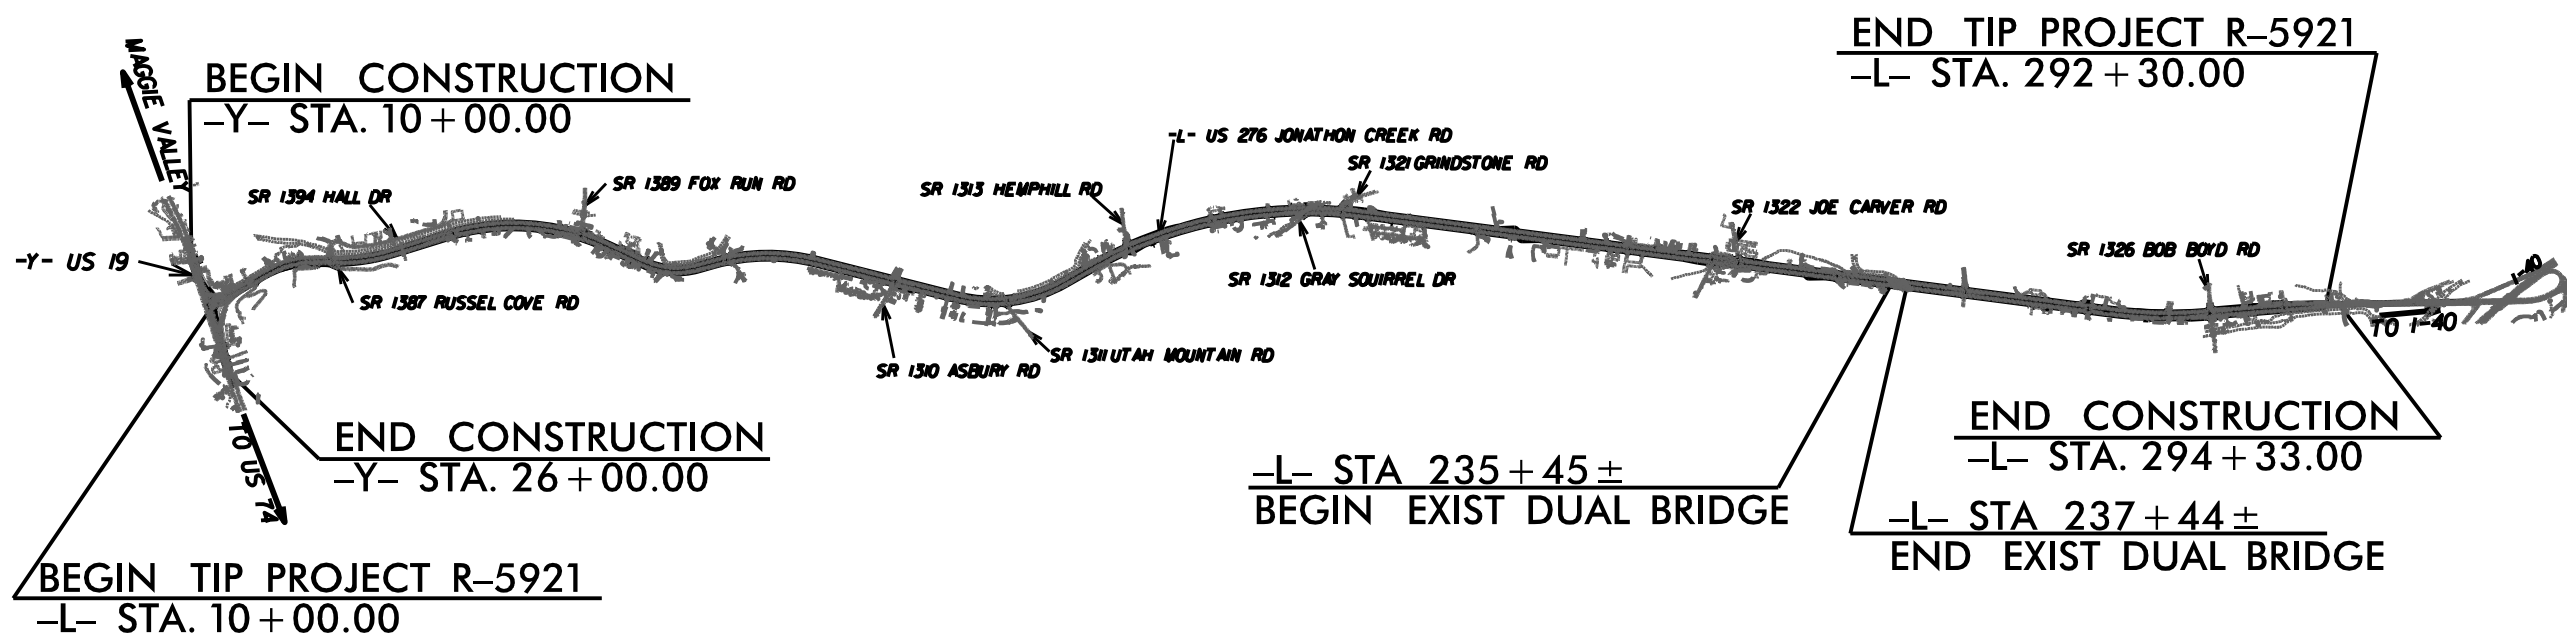 END TIP PROJECT R–5921
–L– STA. 292+30.00
MAGGIE VALLEY
BEGIN CONSTRUCTION
–Y– STA. 10+00.00
-L- US 276 JONATHON CREEK RD
SR 1321 GRINDSTONE RD
SR 1394 HALL DR
SR 1389 FOX RUN RD
SR 1313 HEMPHILL RD
SR 1322 JOE CARVER RD
SR 1326 BOB BOYD RD
-Y- US 19
SR 1387 RUSSEL COVE RD
SR 1312 GRAY SQUIRREL DR
I-40
TO I-40
SR 1310 ASBURY RD
SR 1311 UTAH MOUNTAIN RD
TO US 74
END CONSTRUCTION
–Y– STA. 26+00.00
–L– STA 235+45±
BEGIN EXIST DUAL BRIDGE
END CONSTRUCTION
–L– STA. 294+33.00
–L– STA 237+44±
END EXIST DUAL BRIDGE
BEGIN TIP PROJECT R–5921
–L– STA. 10+00.00